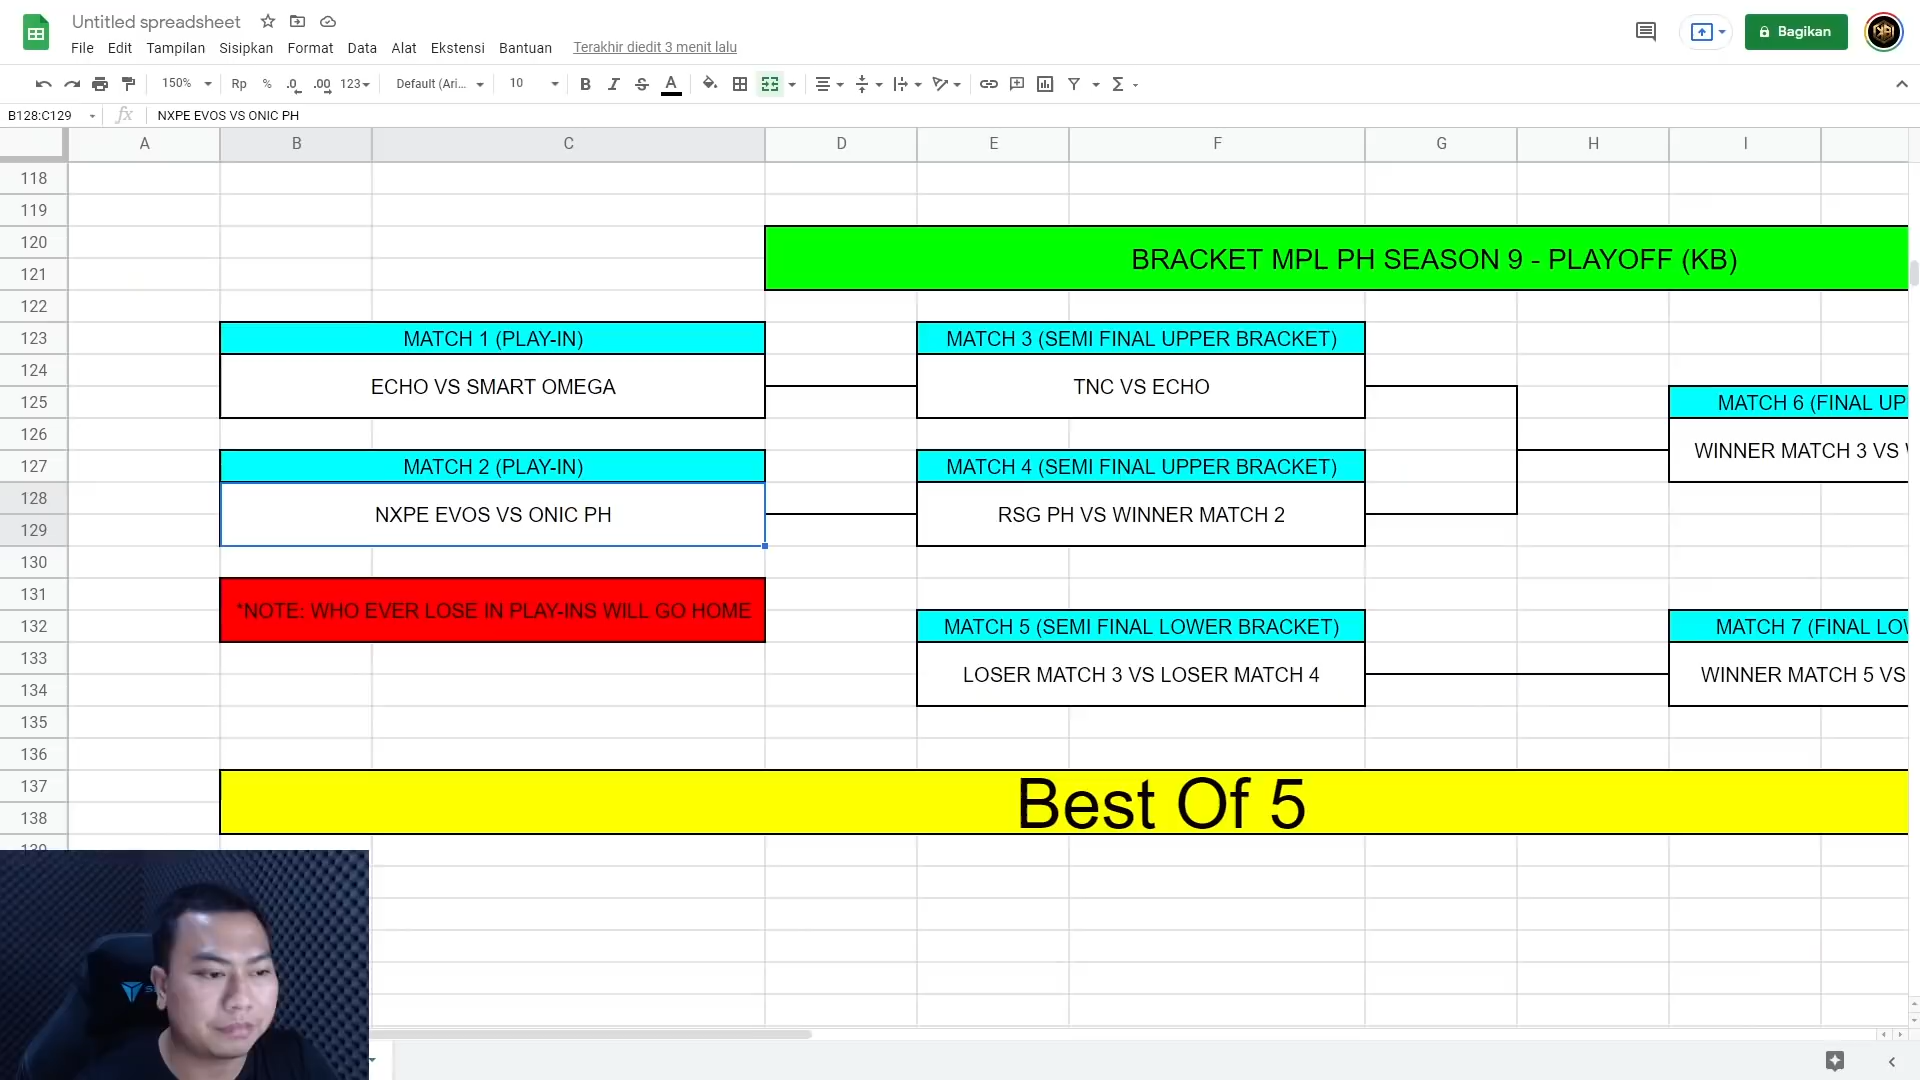 Untitled spreadsheet
File Edit Tampilan Sisipkan Format Data Alat Ekstensi Bantuan Terakhir diedit 3 menit lalu
Bagikan
150% Rp % .0 .00 123 Default (Ari... 10 B I S A
B128:C129 fx NXPE EVOS VS ONIC PH
A B C D E F G H I
118
119
120
121
BRACKET MPL PH SEASON 9 - PLAYOFF (KB)
122
123 MATCH 1 (PLAY-IN) MATCH 3 (SEMI FINAL UPPER BRACKET)
124
ECHO VS SMART OMEGA TNC VS ECHO
125 MATCH 6 (FINAL UP
126
WINNER MATCH 3 VS
127 MATCH 2 (PLAY-IN) MATCH 4 (SEMI FINAL UPPER BRACKET)
128
NXPE EVOS VS ONIC PH RSG PH VS WINNER MATCH 2
129
130
131
*NOTE: WHO EVER LOSE IN PLAY-INS WILL GO HOME
132 MATCH 5 (SEMI FINAL LOWER BRACKET) MATCH 7 (FINAL LO
133
LOSER MATCH 3 VS LOSER MATCH 4 WINNER MATCH 5 VS
134
135
136
137
Best Of 5
138